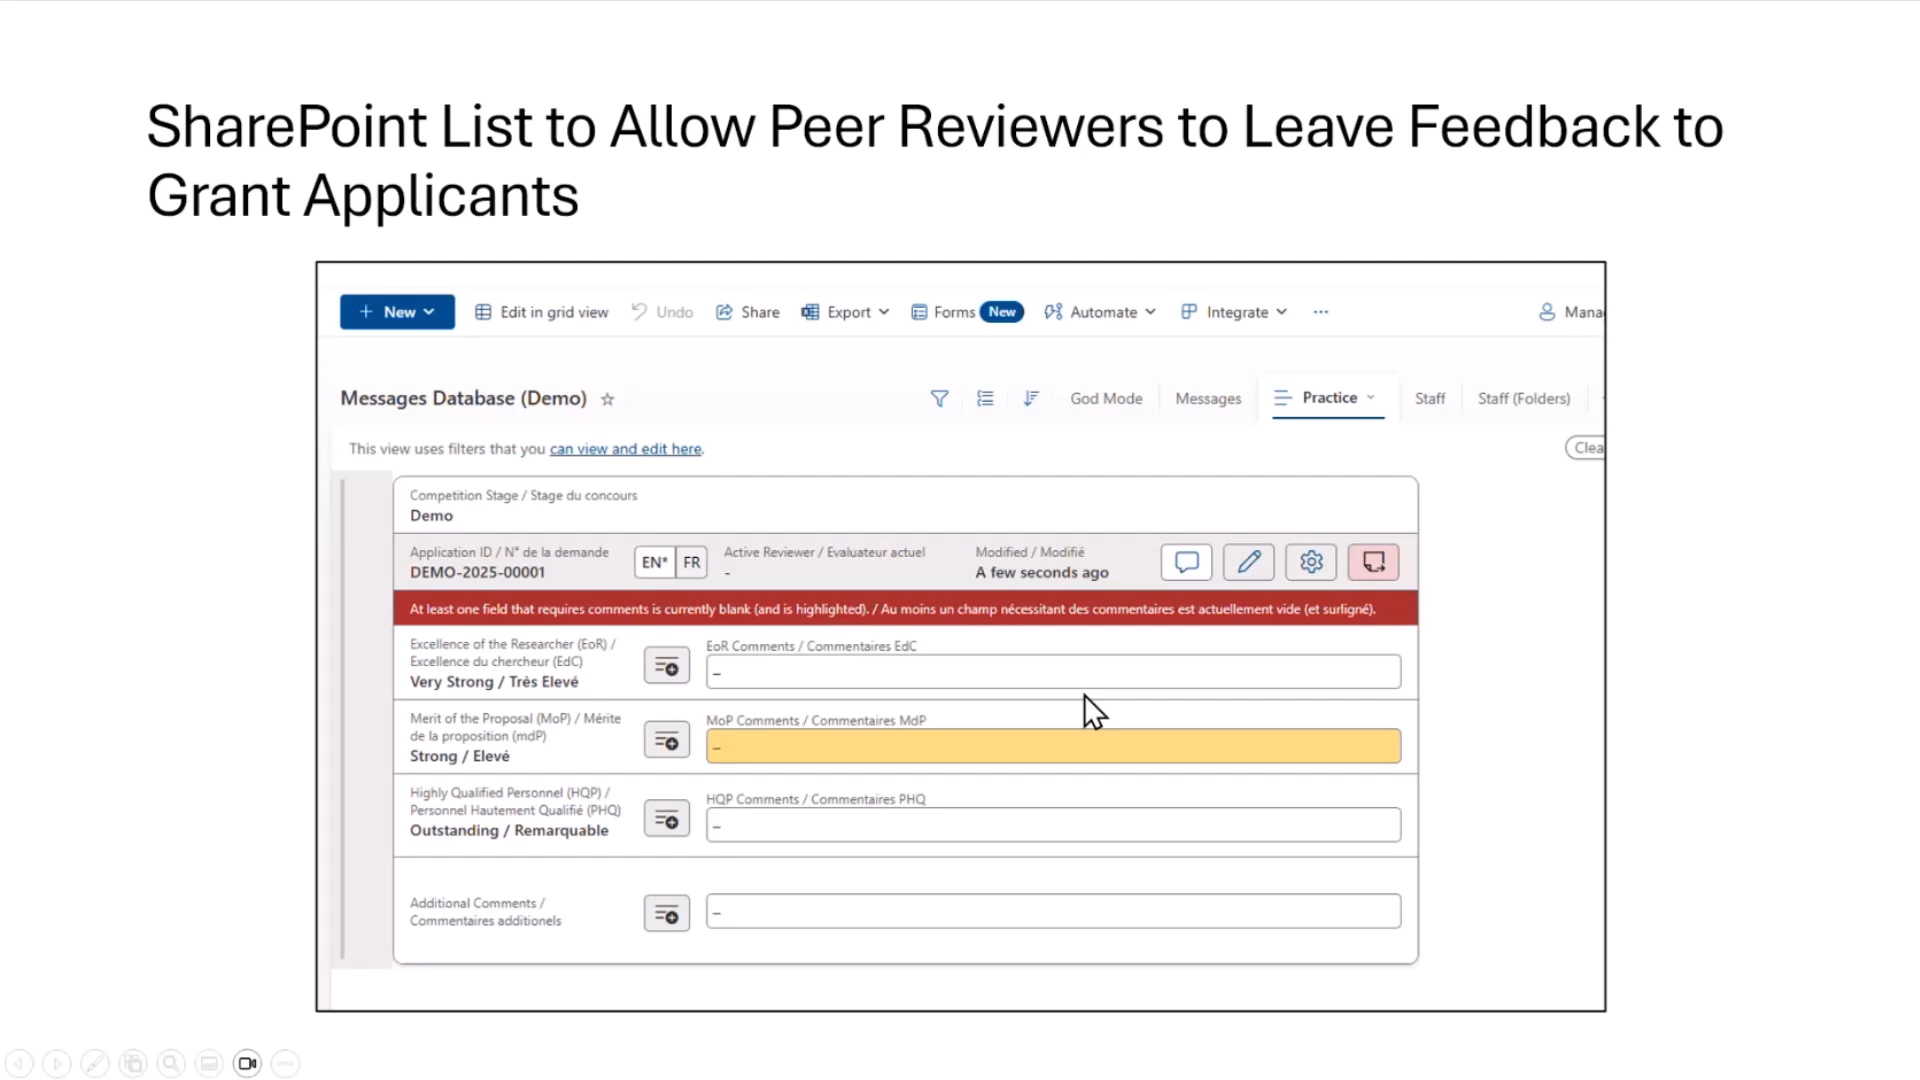 SharePoint List to Allow Peer Reviewers to Leave Feedback to
Grant Applicants
New
Edit in grid view
Undo
Share
Export
Forms
New
Automate
Integrate
...
Messages Database (Demo)
God Mode
Messages
Practice
Staff
Staff (Folders)
This view uses filters that you can view and edit here.
Competition Stage / Stage du concours
Demo
Application ID / N° de la demande
DEMO-2025-00001
EN*
FR
Active Reviewer / Evaluateur actuel
-
Modified / Modifié
A few seconds ago
At least one field that requires comments is currently blank (and is highlighted). / Au moins un champ nécessitant des commentaires est actuellement vide (et surligné).
Excellence of the Researcher (EoR) /
Excellence du chercheur (EdC)
Very Strong / Très Elevé
EoR Comments / Commentaires EdC
–
Merit of the Proposal (MoP) / Mérite
de la proposition (mdP)
Strong / Elevé
MoP Comments / Commentaires MdP
–
Highly Qualified Personnel (HQP) /
Personnel Hautement Qualifié (PHQ)
Outstanding / Remarquable
HQP Comments / Commentaires PHQ
–
Additional Comments /
Commentaires additionels
–